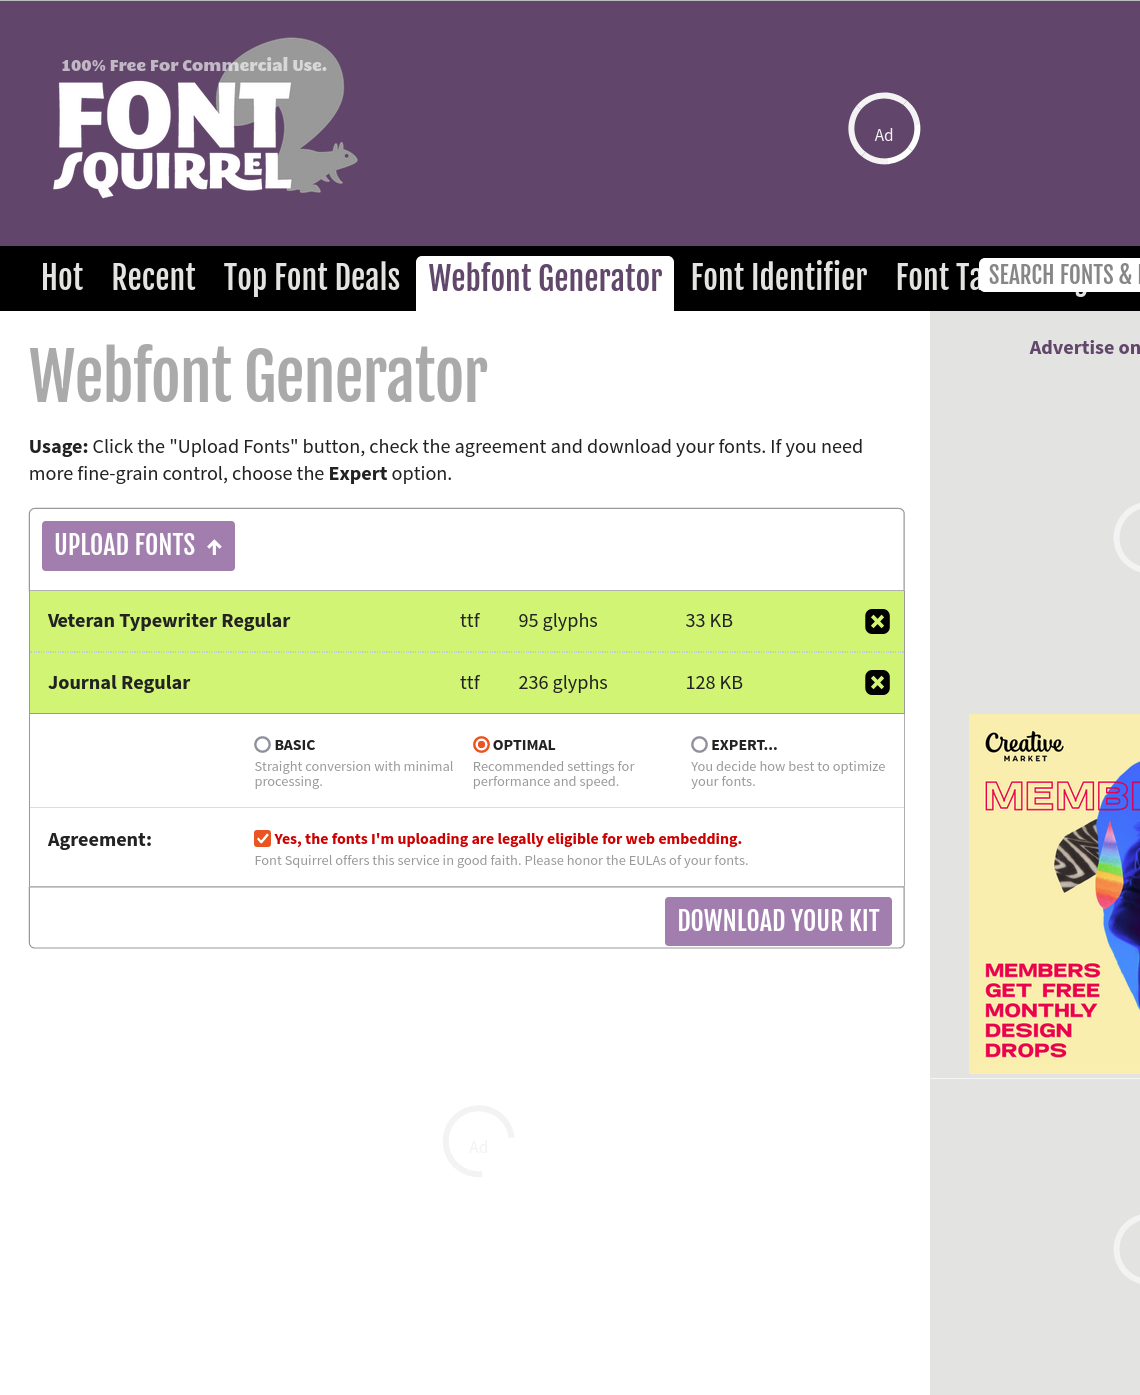 100% Free For Commercial Use.
FONT
SQUIRREL
Ad
Hot Recent Top Font Deals Webfont Generator Font Identifier Font Ta
SEARCH FONTS &
Webfont Generator
Advertise on
Usage: Click the "Upload Fonts" button, check the agreement and download your fonts. If you need
more fine-grain control, choose the Expert option.
UPLOAD FONTS ↑
Veteran Typewriter Regular ttf 95 glyphs 33 KB
Journal Regular ttf 236 glyphs 128 KB
BASIC
Straight conversion with minimal
processing.
OPTIMAL
Recommended settings for
performance and speed.
EXPERT...
You decide how best to optimize
your fonts.
Agreement:
Yes, the fonts I'm uploading are legally eligible for web embedding.
Font Squirrel offers this service in good faith. Please honor the EULAs of your fonts.
DOWNLOAD YOUR KIT
Creative
MARKET
MEMB
MEMBERS
GET FREE
MONTHLY
DESIGN
DROPS
Ad